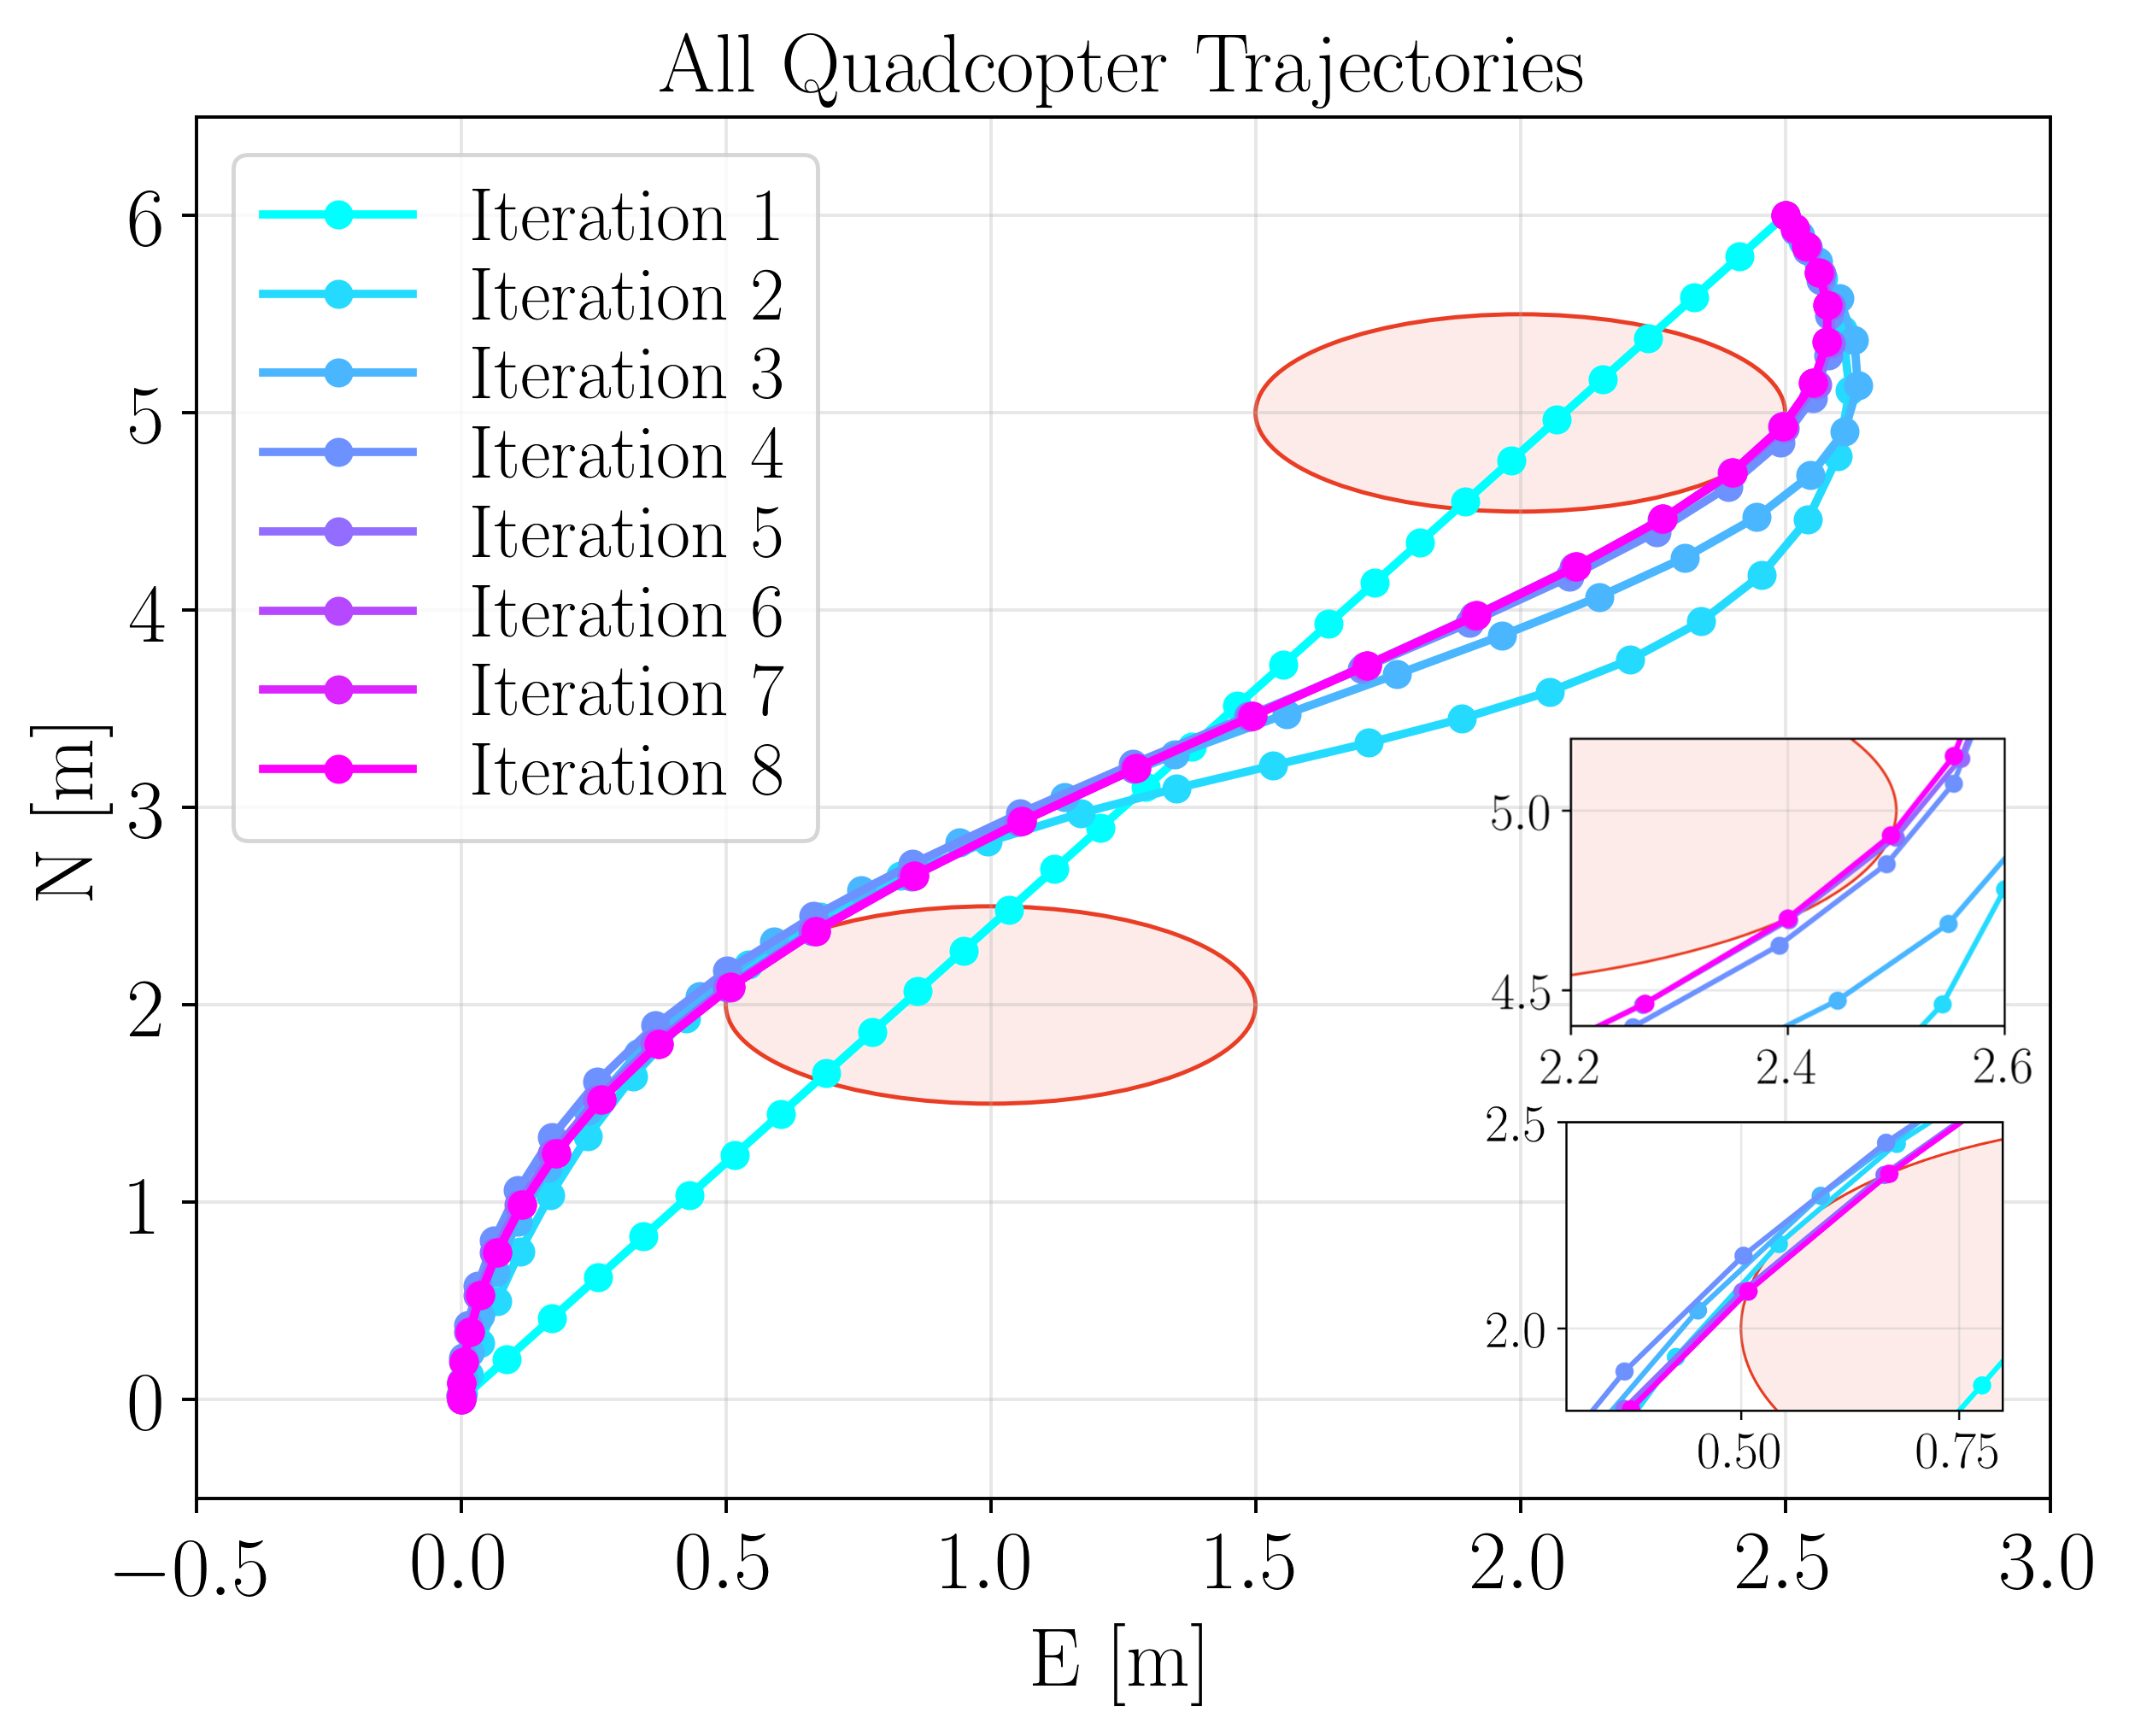 All Quadcopter Trajectories
Iteration 1
Iteration 2
Iteration 3
Iteration 4
Iteration 5
Iteration 6
Iteration 7
Iteration 8
N [m]
6
5
4
3
2
1
0
5.0
4.5
2.2 2.4 2.6
2.5
2.0
0.50 0.75
−0.5 0.0 0.5 1.0 1.5 2.0 2.5 3.0
E [m]